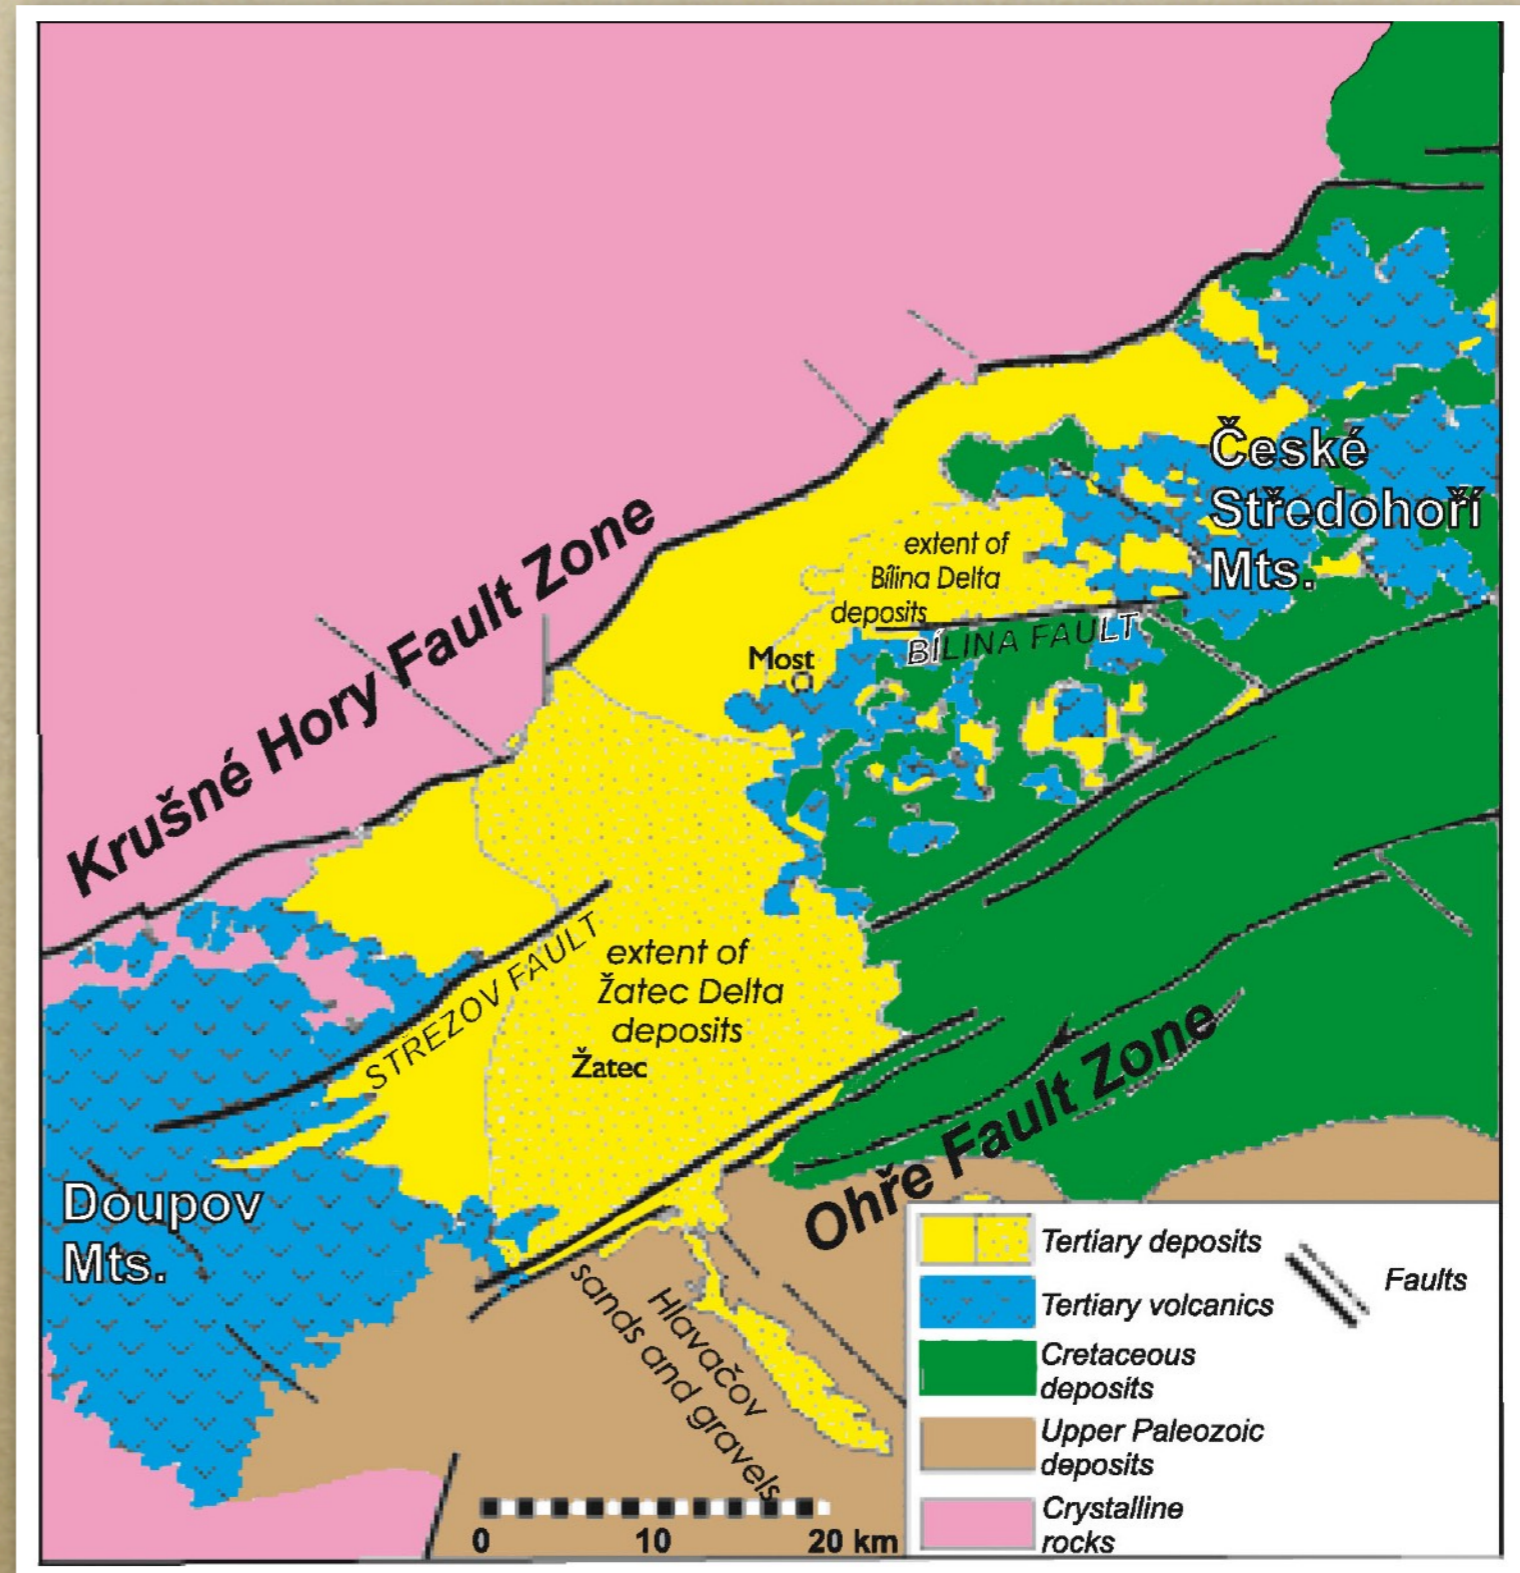 Krušné Hory Fault Zone
České
Středohoří
Mts.
extent of
Bílina Delta
deposits
BÍLINA FAULT
Most
STREZOV FAULT
extent of
Žatec Delta
deposits
Žatec
Ohře Fault Zone
Doupov
Mts.
Hlavačov
sands and gravels
0 10 20 km
Tertiary deposits
Tertiary volcanics
Cretaceous
deposits
Upper Paleozoic
deposits
Crystalline
rocks
Faults